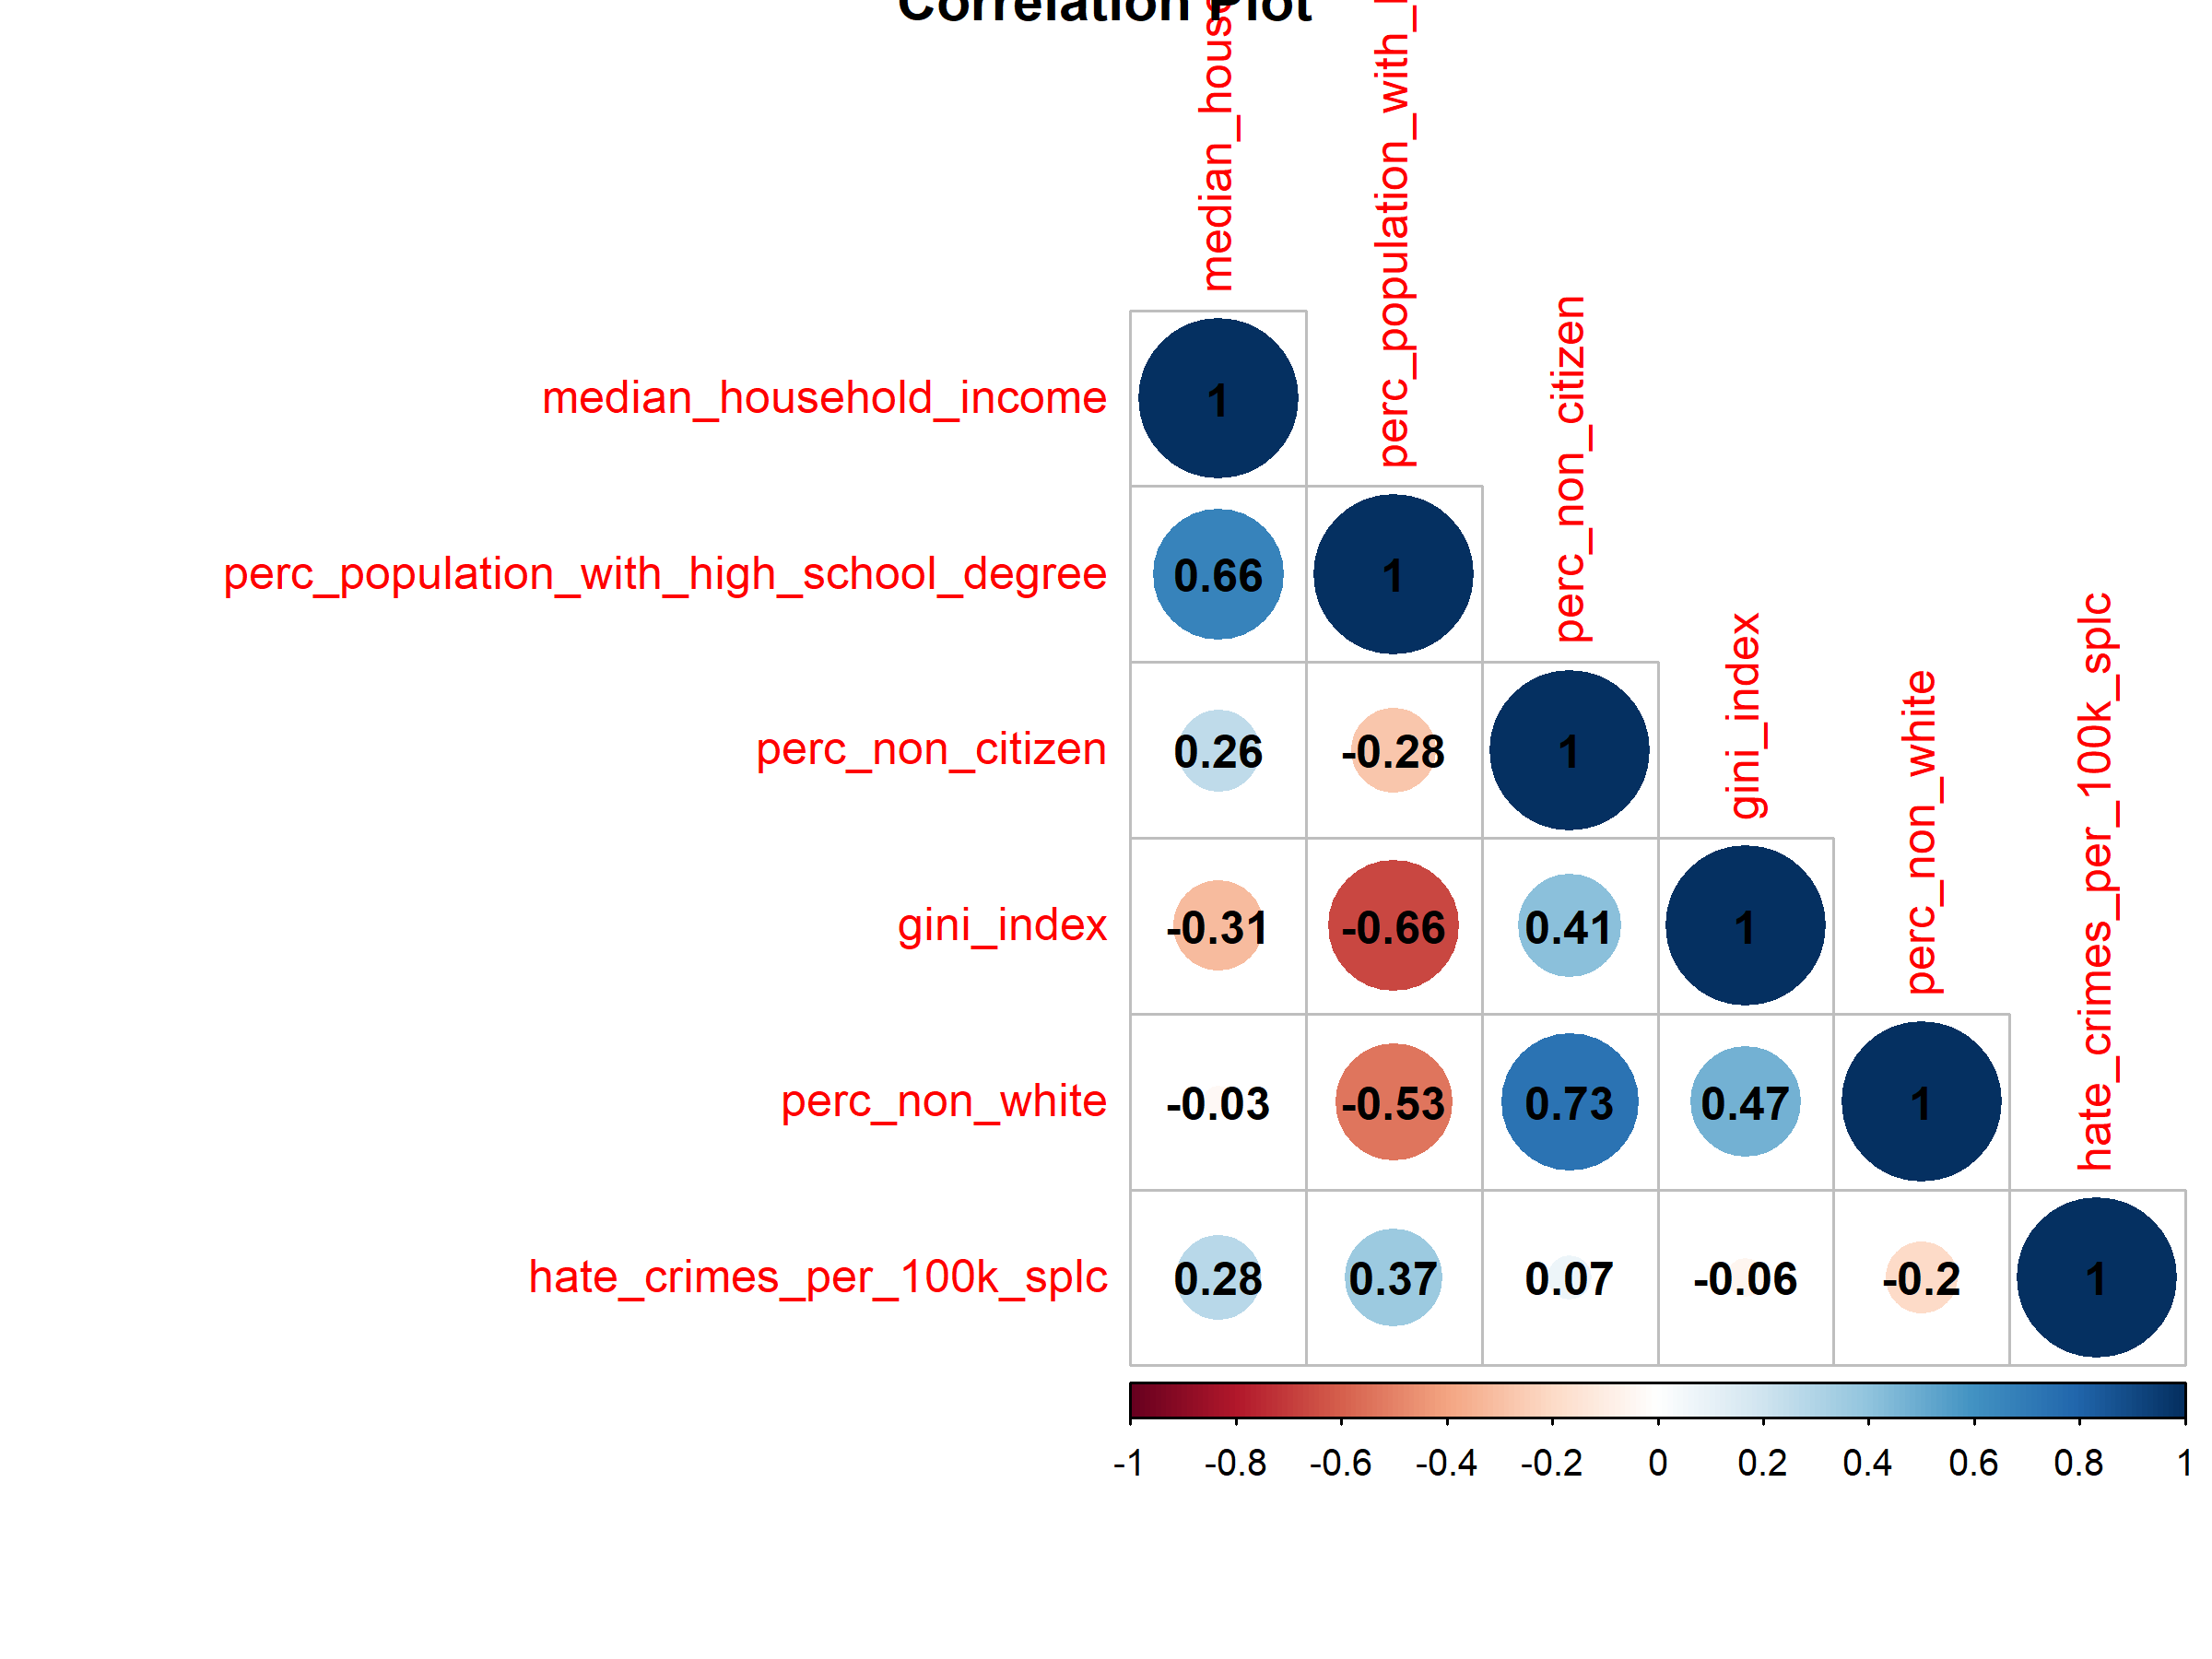 Correlation Plot
median_house
perc_population_with_
perc_non_citizen
gini_index
perc_non_white
hate_crimes_per_100k_splc
median_household_income 1
perc_population_with_high_school_degree 0.66 1
perc_non_citizen 0.26 -0.28 1
gini_index -0.31 -0.66 0.41 1
perc_non_white -0.03 -0.53 0.73 0.47 1
hate_crimes_per_100k_splc 0.28 0.37 0.07 -0.06 -0.2 1
-1 -0.8 -0.6 -0.4 -0.2 0 0.2 0.4 0.6 0.8 1